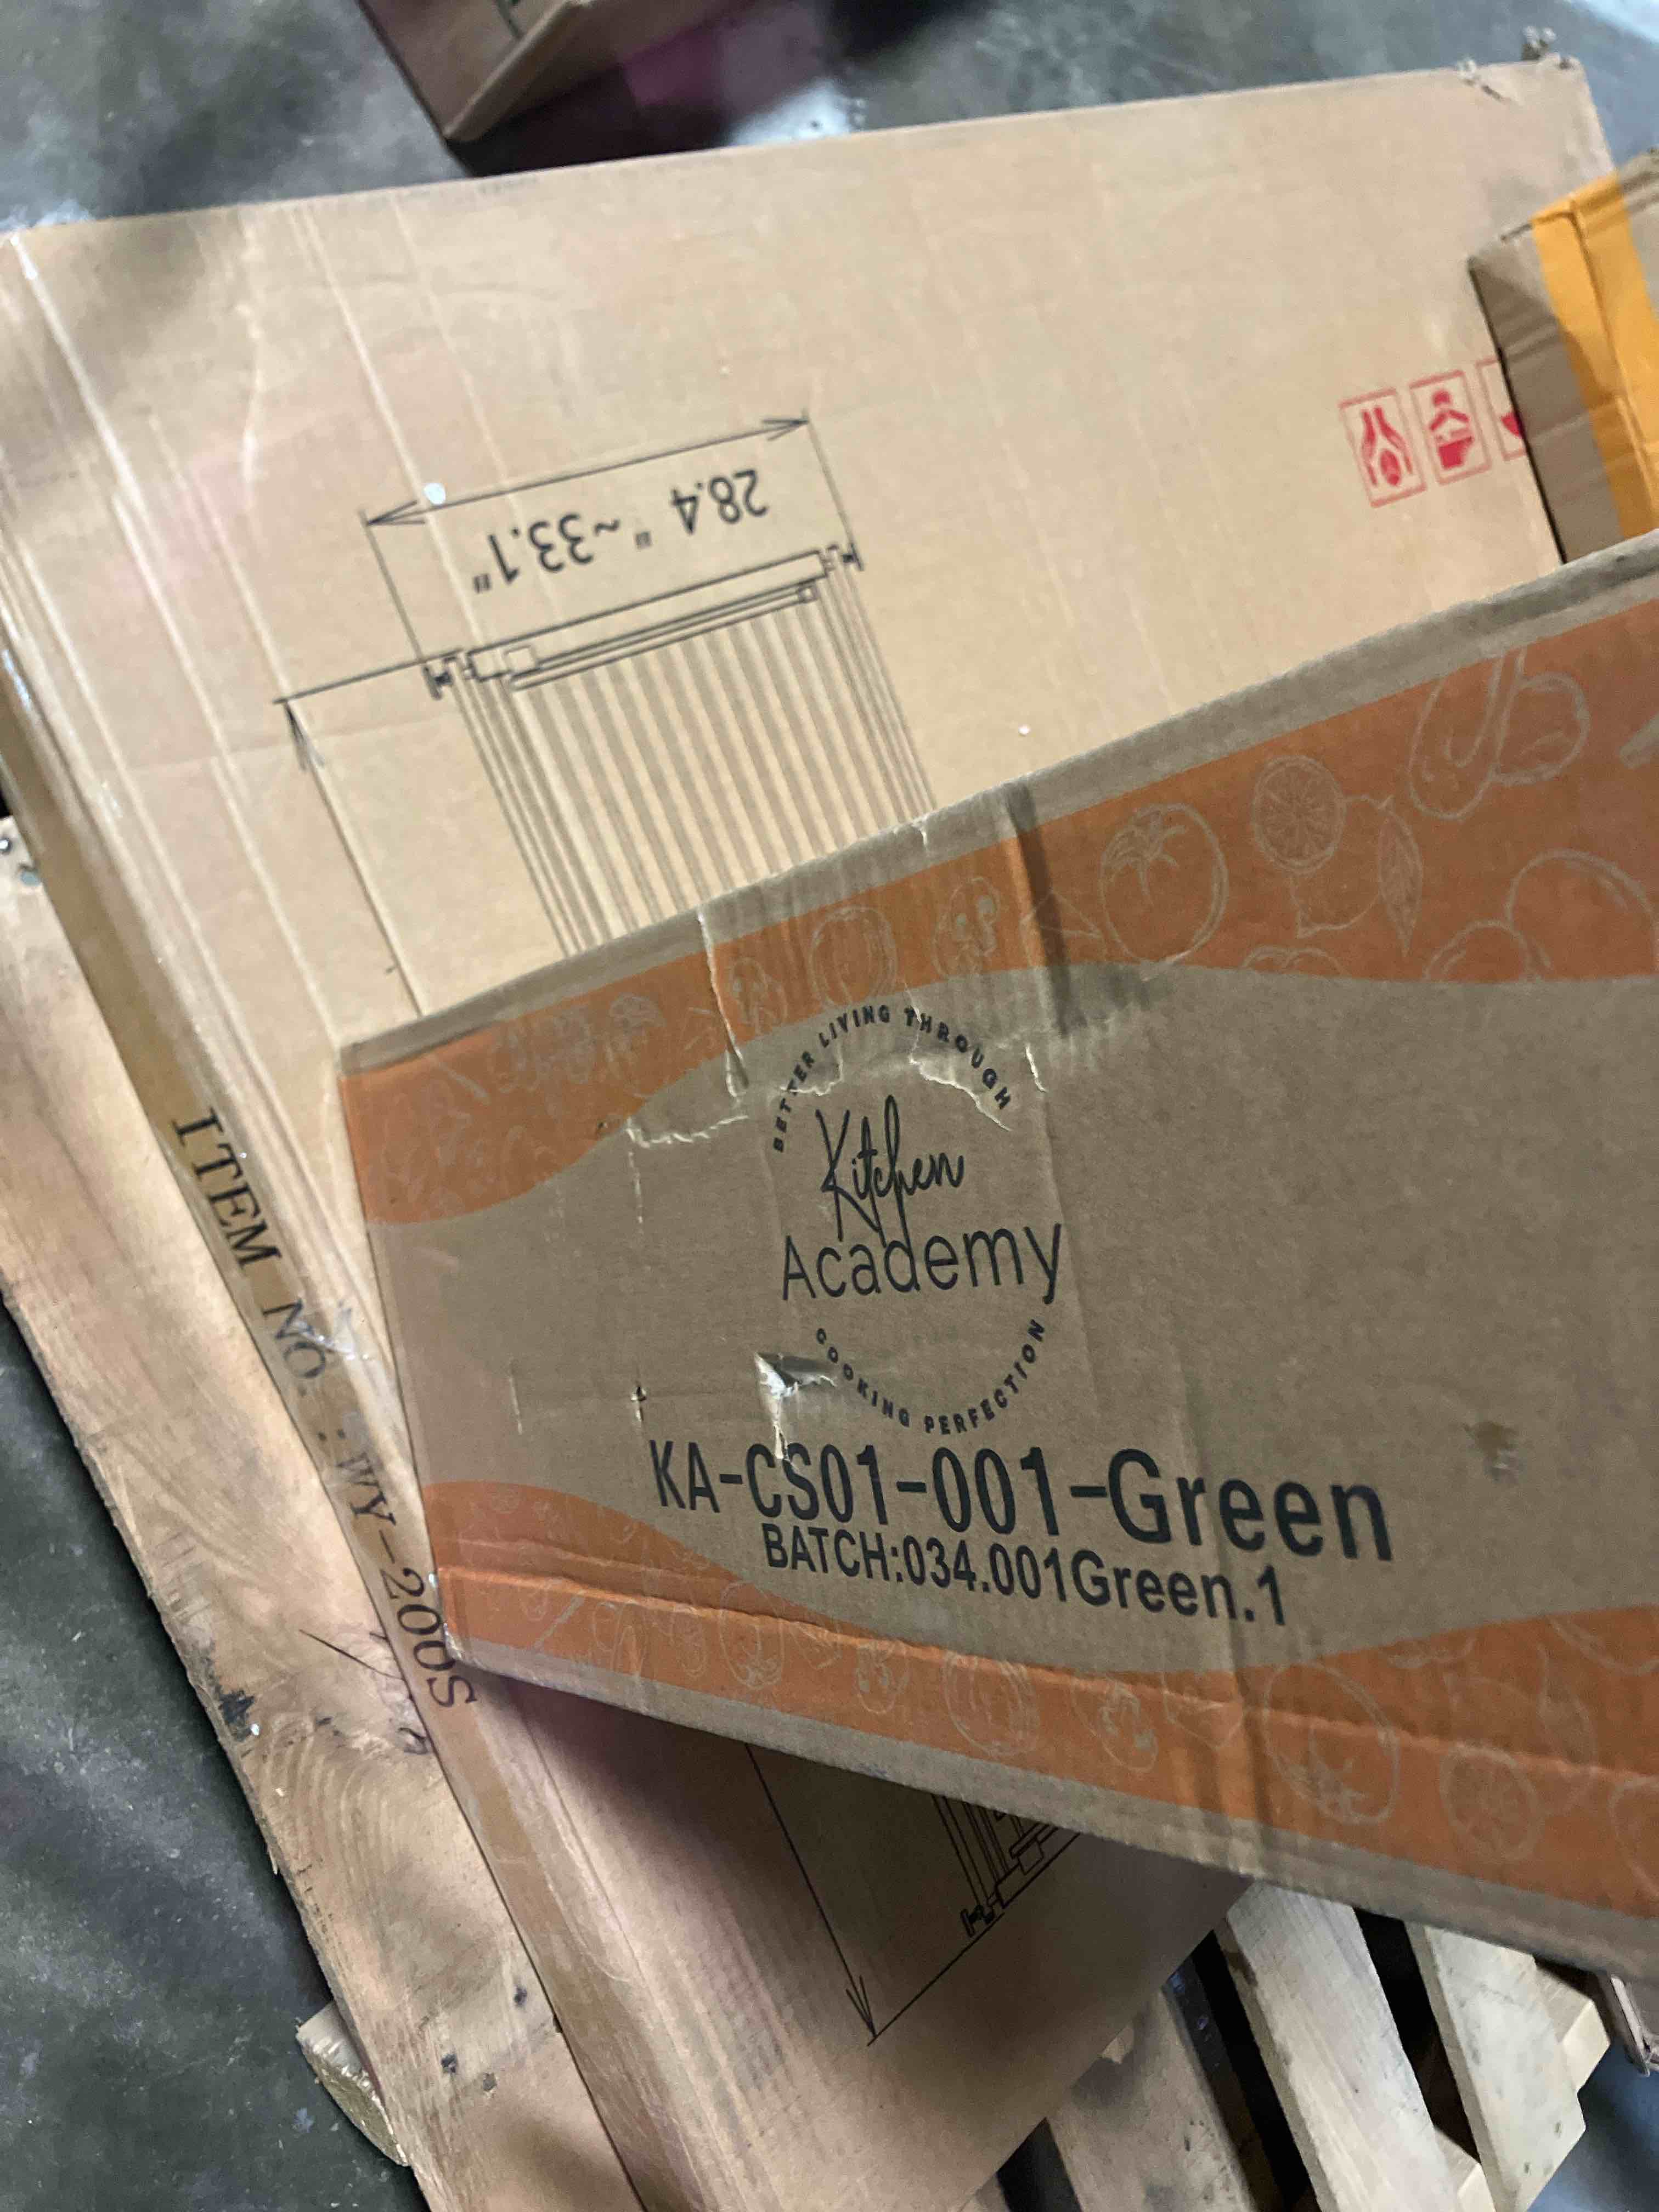 28.4"~33.1"
ITEM NO.:WY-200S
BETTER LIVING THROUGH
Kitchen
Academy
COOKING PERFECTION
KA-CS01-001-Green
BATCH:034.001Green.1